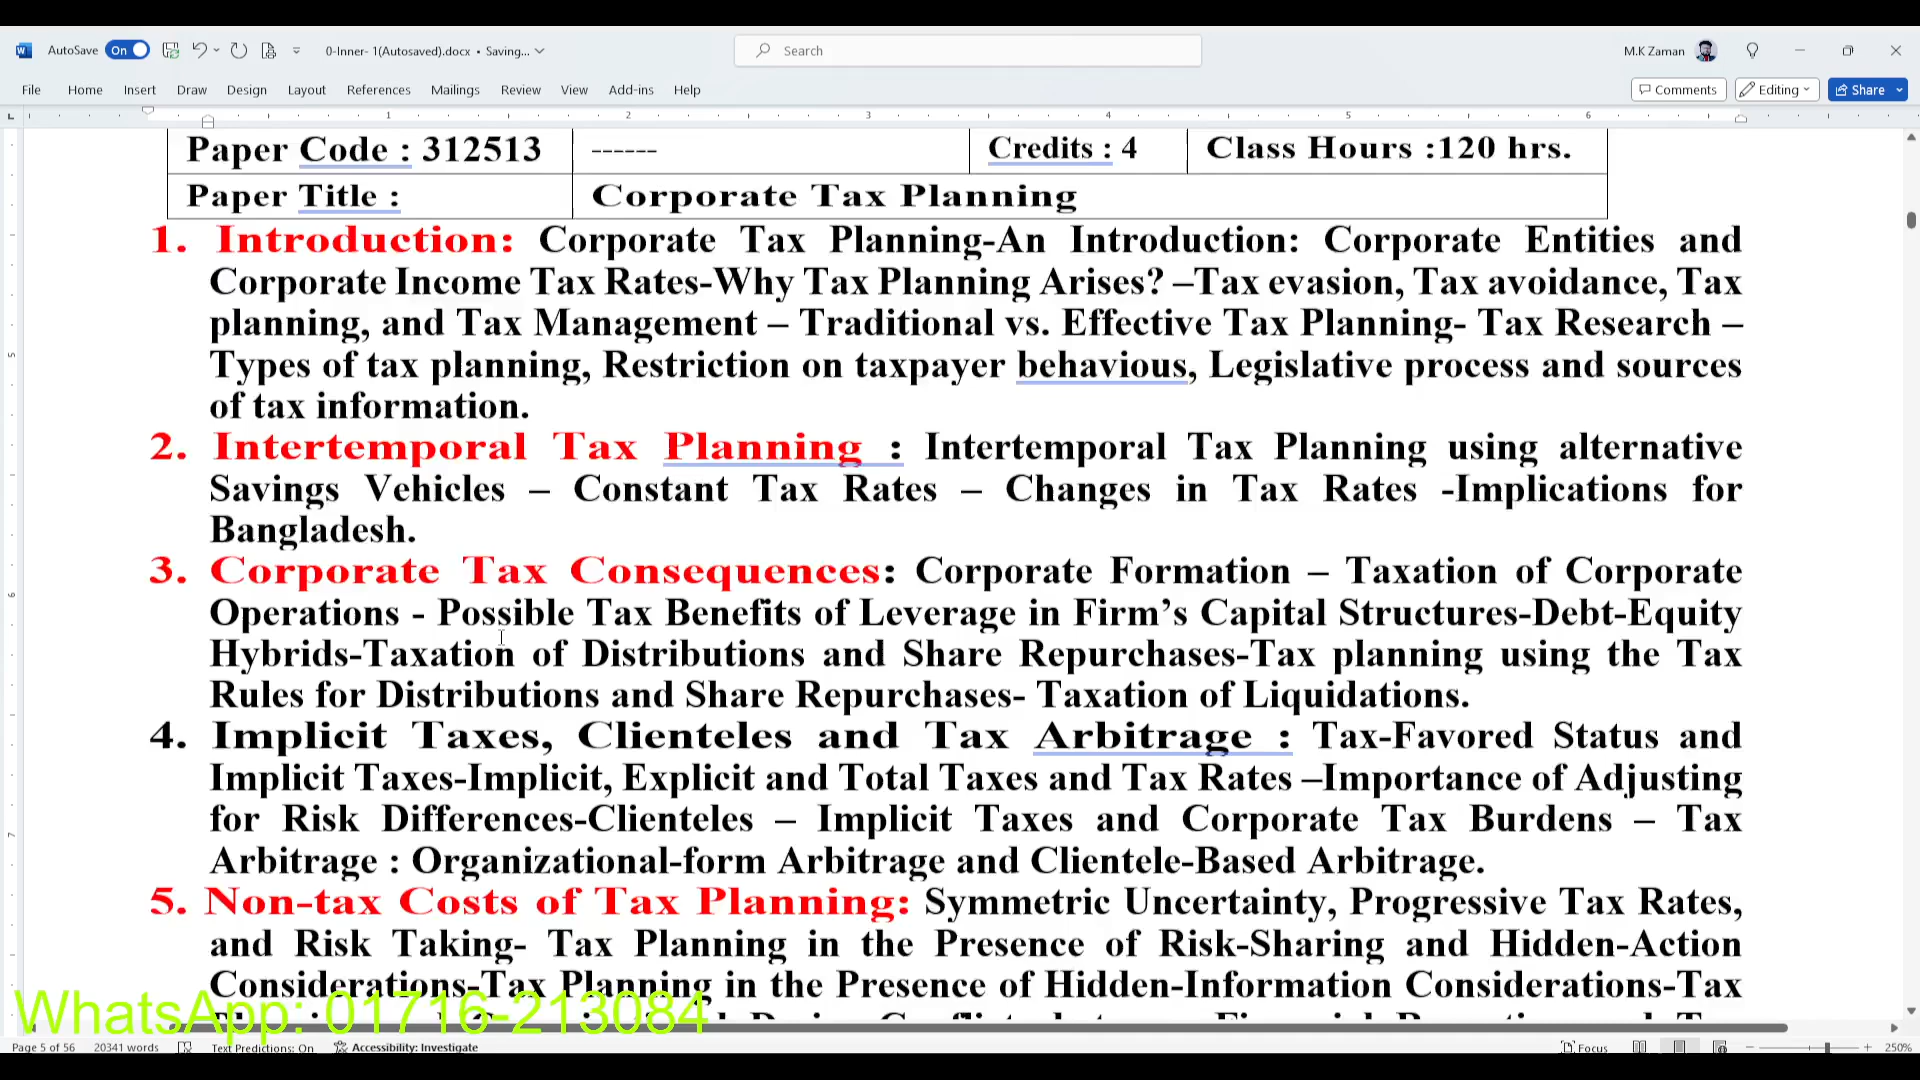 AutoSave On 0-Inner- 1(Autosaved).docx • Saving... Search M.K Zaman
File Home Insert Draw Design Layout References Mailings Review View Add-ins Help Comments Editing Share
1 2 3 4 5 6
Paper Code : 312513 ------ Credits : 4 Class Hours :120 hrs.
Paper Title : Corporate Tax Planning
1. Introduction: Corporate Tax Planning-An Introduction: Corporate Entities and
Corporate Income Tax Rates-Why Tax Planning Arises? –Tax evasion, Tax avoidance, Tax
planning, and Tax Management – Traditional vs. Effective Tax Planning- Tax Research –
Types of tax planning, Restriction on taxpayer behavious, Legislative process and sources
of tax information.
2. Intertemporal Tax Planning : Intertemporal Tax Planning using alternative
Savings Vehicles – Constant Tax Rates – Changes in Tax Rates -Implications for
Bangladesh.
3. Corporate Tax Consequences: Corporate Formation – Taxation of Corporate
Operations - Possible Tax Benefits of Leverage in Firm’s Capital Structures-Debt-Equity
Hybrids-Taxation of Distributions and Share Repurchases-Tax planning using the Tax
Rules for Distributions and Share Repurchases- Taxation of Liquidations.
4. Implicit Taxes, Clienteles and Tax Arbitrage : Tax-Favored Status and
Implicit Taxes-Implicit, Explicit and Total Taxes and Tax Rates –Importance of Adjusting
for Risk Differences-Clienteles – Implicit Taxes and Corporate Tax Burdens – Tax
Arbitrage : Organizational-form Arbitrage and Clientele-Based Arbitrage.
5. Non-tax Costs of Tax Planning: Symmetric Uncertainty, Progressive Tax Rates,
and Risk Taking- Tax Planning in the Presence of Risk-Sharing and Hidden-Action
Considerations-Tax Planning in the Presence of Hidden-Information Considerations-Tax
WhatsApp: 01716-213084
Page 5 of 56 20341 words Text Predictions: On Accessibility: Investigate Focus 250%